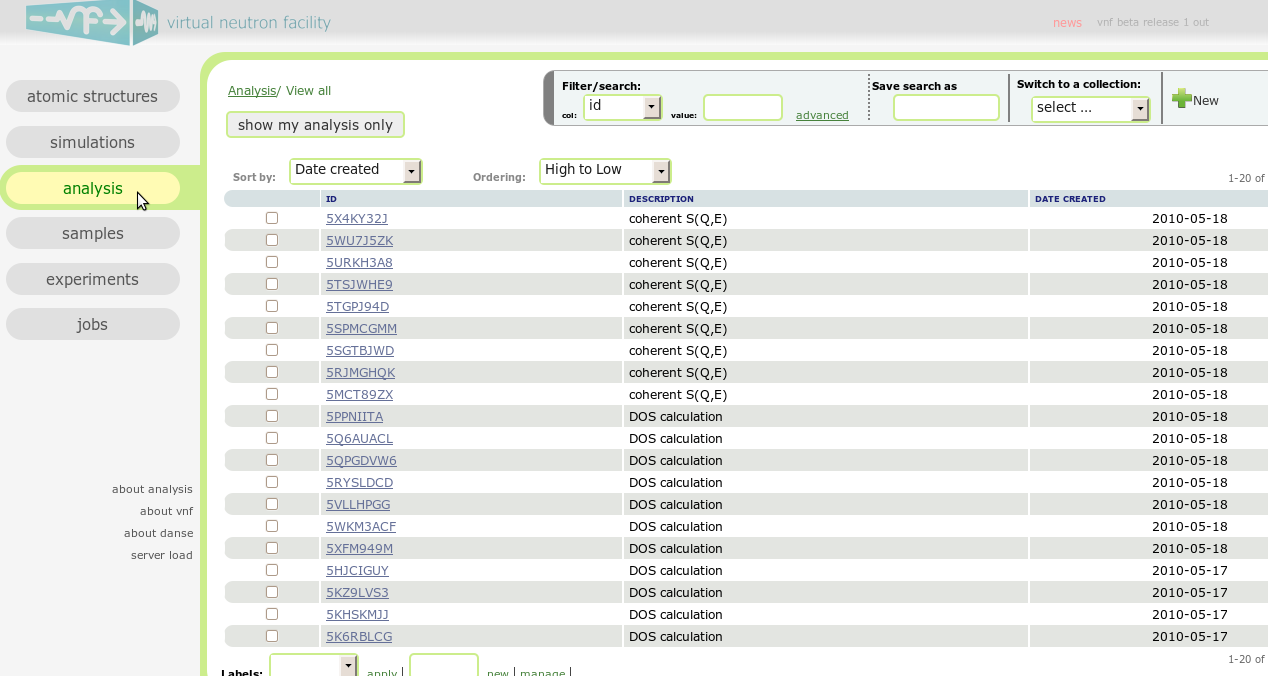 virtual neutron facility
news vnf beta release 1 out
atomic structures
simulations
analysis
samples
experiments
jobs
about analysis
about vnf
about danse
server load
Analysis/ View all
show my analysis only
Filter/search:
col: id value: advanced
Save search as
Switch to a collection:
select ...
New
Sort by: Date created Ordering: High to Low
1-20 of
ID DESCRIPTION DATE CREATED
5X4KY32J coherent S(Q,E) 2010-05-18
5WU7J5ZK coherent S(Q,E) 2010-05-18
5URKH3A8 coherent S(Q,E) 2010-05-18
5TSJWHE9 coherent S(Q,E) 2010-05-18
5TGPJ94D coherent S(Q,E) 2010-05-18
5SPMCGMM coherent S(Q,E) 2010-05-18
5SGTBJWD coherent S(Q,E) 2010-05-18
5RJMGHQK coherent S(Q,E) 2010-05-18
5MCT89ZX coherent S(Q,E) 2010-05-18
5PPNIITA DOS calculation 2010-05-18
5Q6AUACL DOS calculation 2010-05-18
5QPGDVW6 DOS calculation 2010-05-18
5RYSLDCD DOS calculation 2010-05-18
5VLLHPGG DOS calculation 2010-05-18
5WKM3ACF DOS calculation 2010-05-18
5XFM949M DOS calculation 2010-05-18
5HJCIGUY DOS calculation 2010-05-17
5KZ9LVS3 DOS calculation 2010-05-17
5KHSKMJJ DOS calculation 2010-05-17
5K6RBLCG DOS calculation 2010-05-17
1-20 of
Labels: apply | new | manage |